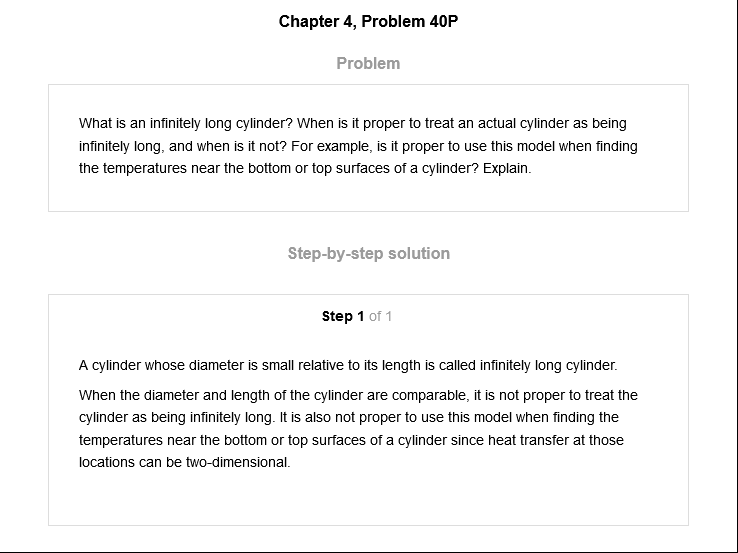 Chapter 4, Problem 40P
Problem
What is an infinitely long cylinder? When is it proper to treat an actual cylinder as being
infinitely long, and when is it not? For example, is it proper to use this model when finding
the temperatures near the bottom or top surfaces of a cylinder? Explain.
Step-by-step solution
Step 1 of 1
A cylinder whose diameter is small relative to its length is called infinitely long cylinder.
When the diameter and length of the cylinder are comparable, it is not proper to treat the
cylinder as being infinitely long. It is also not proper to use this model when finding the
temperatures near the bottom or top surfaces of a cylinder since heat transfer at those
locations can be two-dimensional.